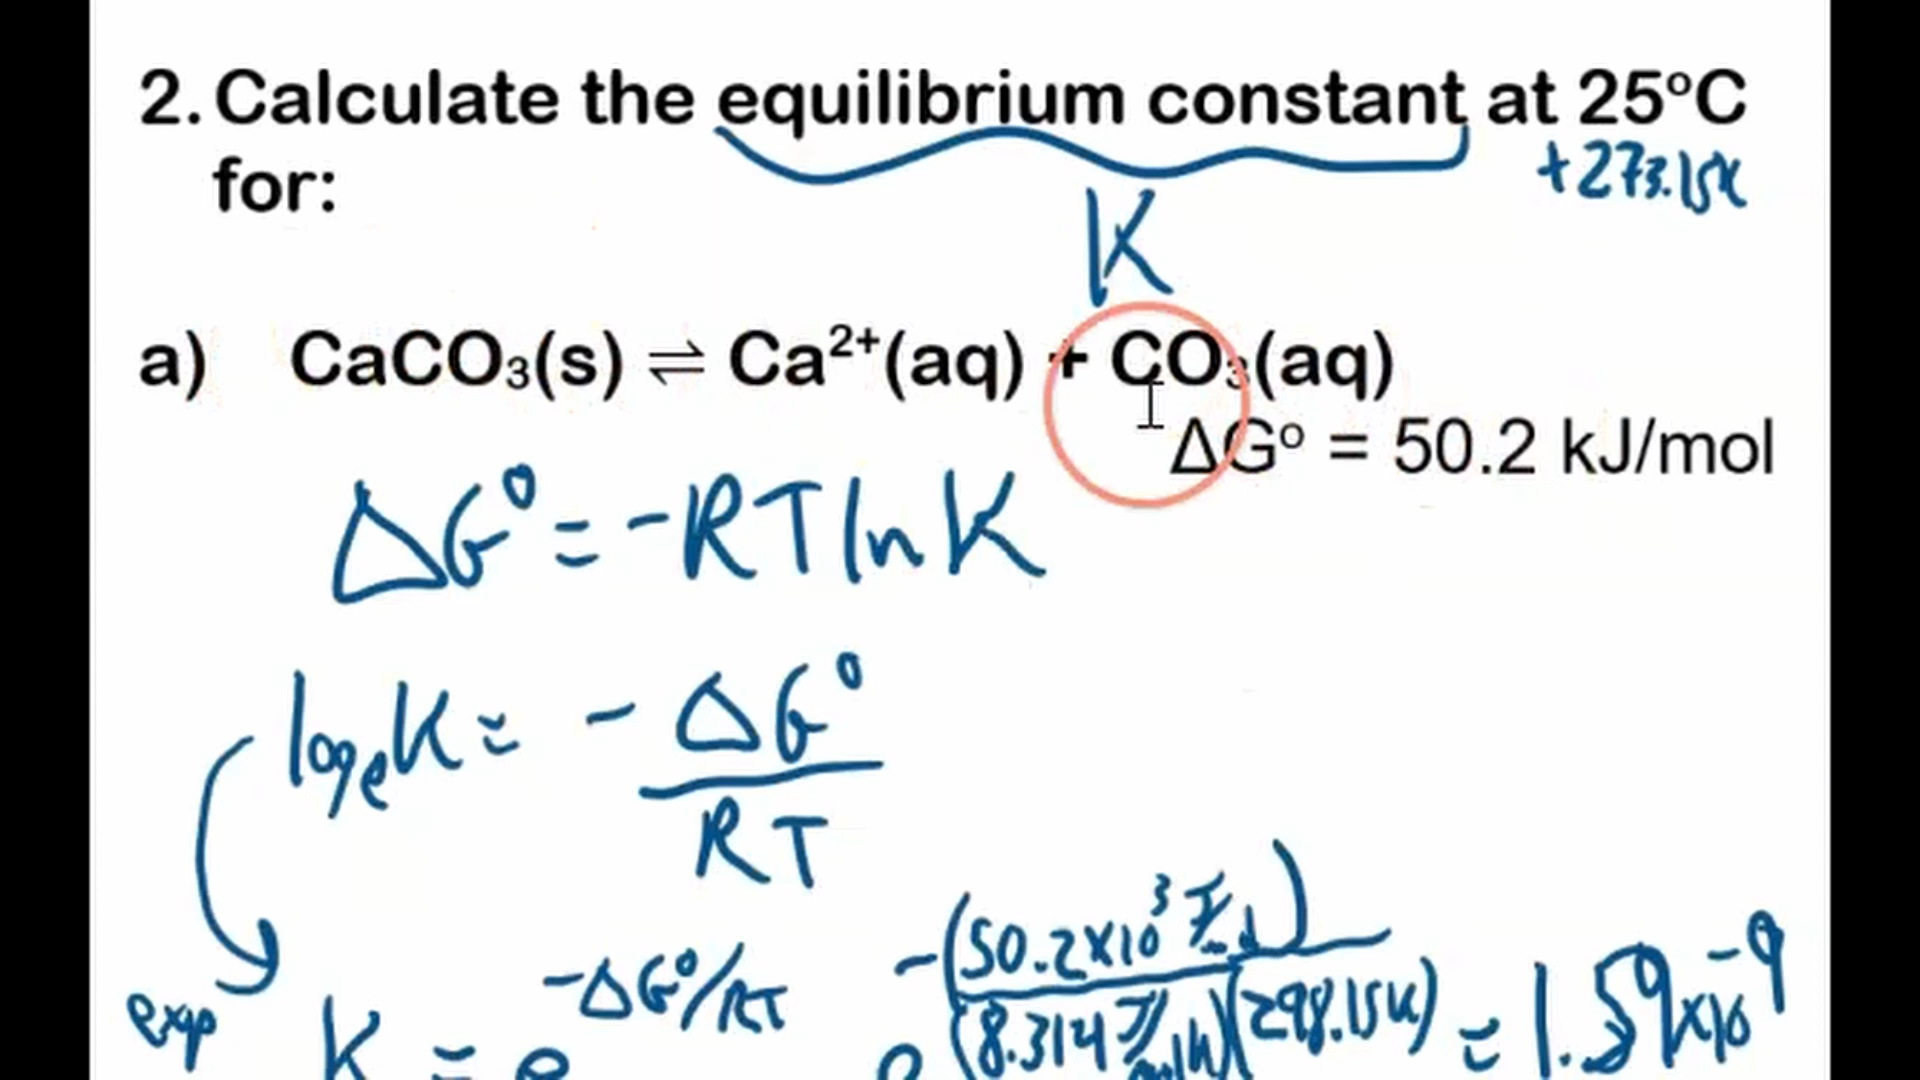 2. Calculate the equilibrium constant at 25°C
+273.15K
for:
K
a) CaCO₃(s) ⇌ Ca²⁺(aq) + CO₃(aq)
ΔG° = 50.2 kJ/mol
ΔG° = -RT ln K
logₑK = - ΔG°
RT
-(50.2×10³ J/mol)
exp K = e -ΔG°/RT e (8.314 J/molK)(298.15K) = 1.59×10⁻⁹